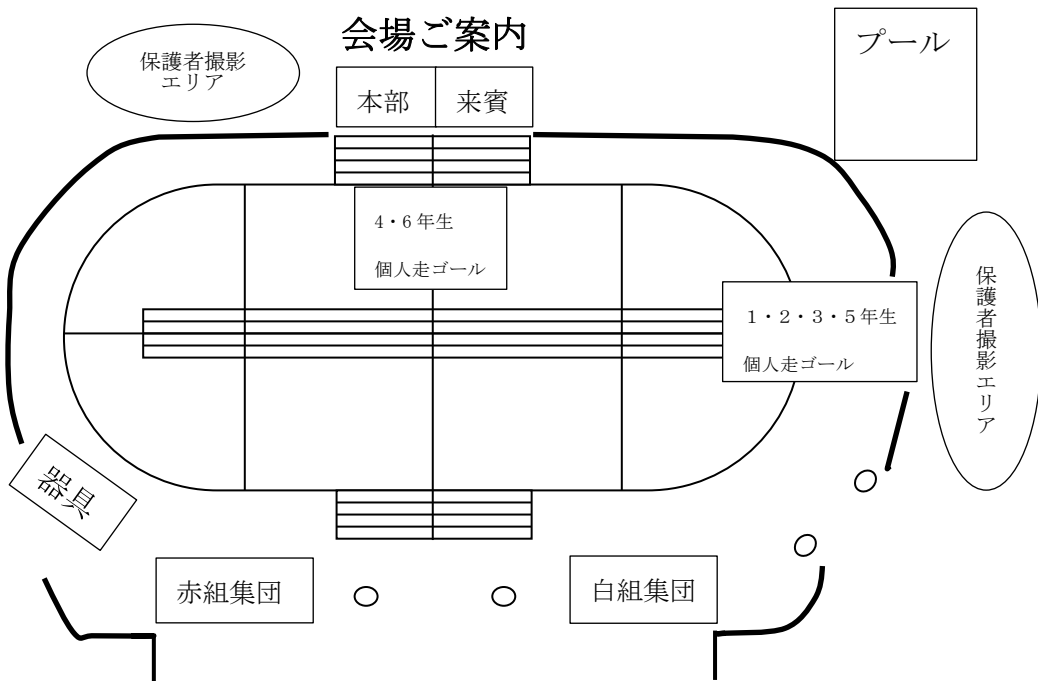 会場ご案内
プール
保護者撮影
エリア
本部
来賓
4・6年生
個人走ゴール
保護者撮影エリア
1・2・3・5年生
個人走ゴール
器具
赤組集団
白組集団